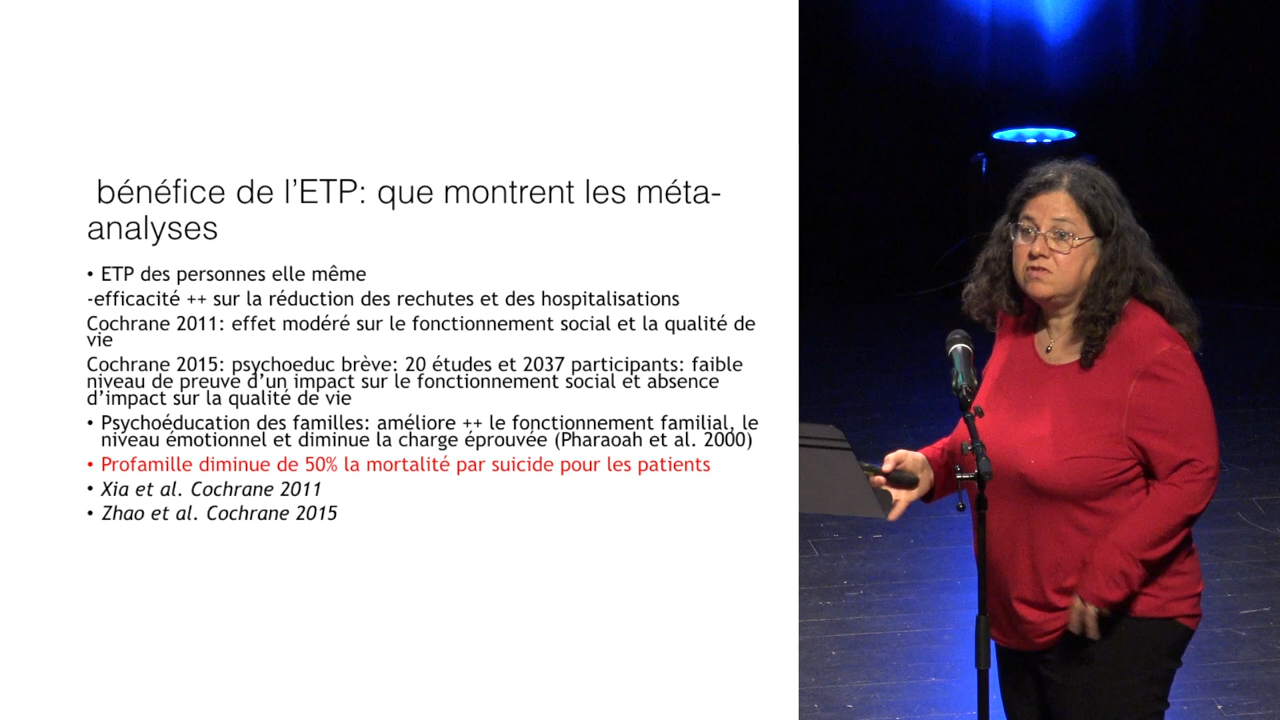 bénéfice de l’ETP: que montrent les méta-
analyses
• ETP des personnes elle même
-efficacité ++ sur la réduction des rechutes et des hospitalisations
Cochrane 2011: effet modéré sur le fonctionnement social et la qualité de
vie
Cochrane 2015: psychoeduc brève: 20 études et 2037 participants: faible
niveau de preuve d’un impact sur le fonctionnement social et absence
d’impact sur la qualité de vie
• Psychoéducation des familles: améliore ++ le fonctionnement familial, le
niveau émotionnel et diminue la charge éprouvée (Pharaoah et al. 2000)
• Profamille diminue de 50% la mortalité par suicide pour les patients
• Xia et al. Cochrane 2011
• Zhao et al. Cochrane 2015